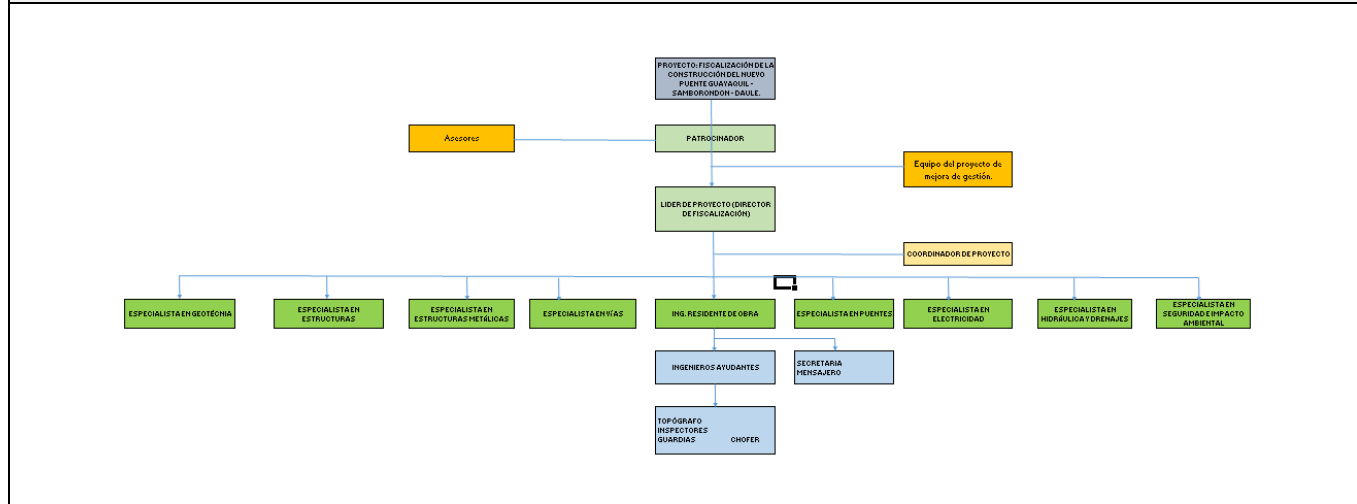 PROYECTO: FISCALIZACIÓN DE LA
CONSTRUCCIÓN DEL NUEVO
PUENTE GUAYAQUIL -
SAMBORONDON - DAULE.
Asesores
PATROCINADOR
Equipo del proyecto de
mejora de gestión.
LIDER DE PROYECTO (DIRECTOR
DE FISCALIZACIÓN)
COORDINADOR DE PROYECTO
ESPECIALISTA EN GEOTÉCNIA
ESPECIALISTA EN
ESTRUCTURAS
ESPECIALISTA EN
ESTRUCTURAS METáLICAS
ESPECIALISTA EN VíAS
ING. RESIDENTE DE OBRA
ESPECIALISTA EN PUENTES
ESPECIALISTA EN
ELECTRICIDAD
ESPECIALISTA EN
HIDRáULICA Y DRENAJES
ESPECIALISTA EN
SEGURIDAD E IMPACTO
AMBIENTAL
INGENIEROS AYUDANTES
SECRETARIA
MENSAJERO
TOPÓGRAFO
INSPECTORES
GUARDIAS CHOFER